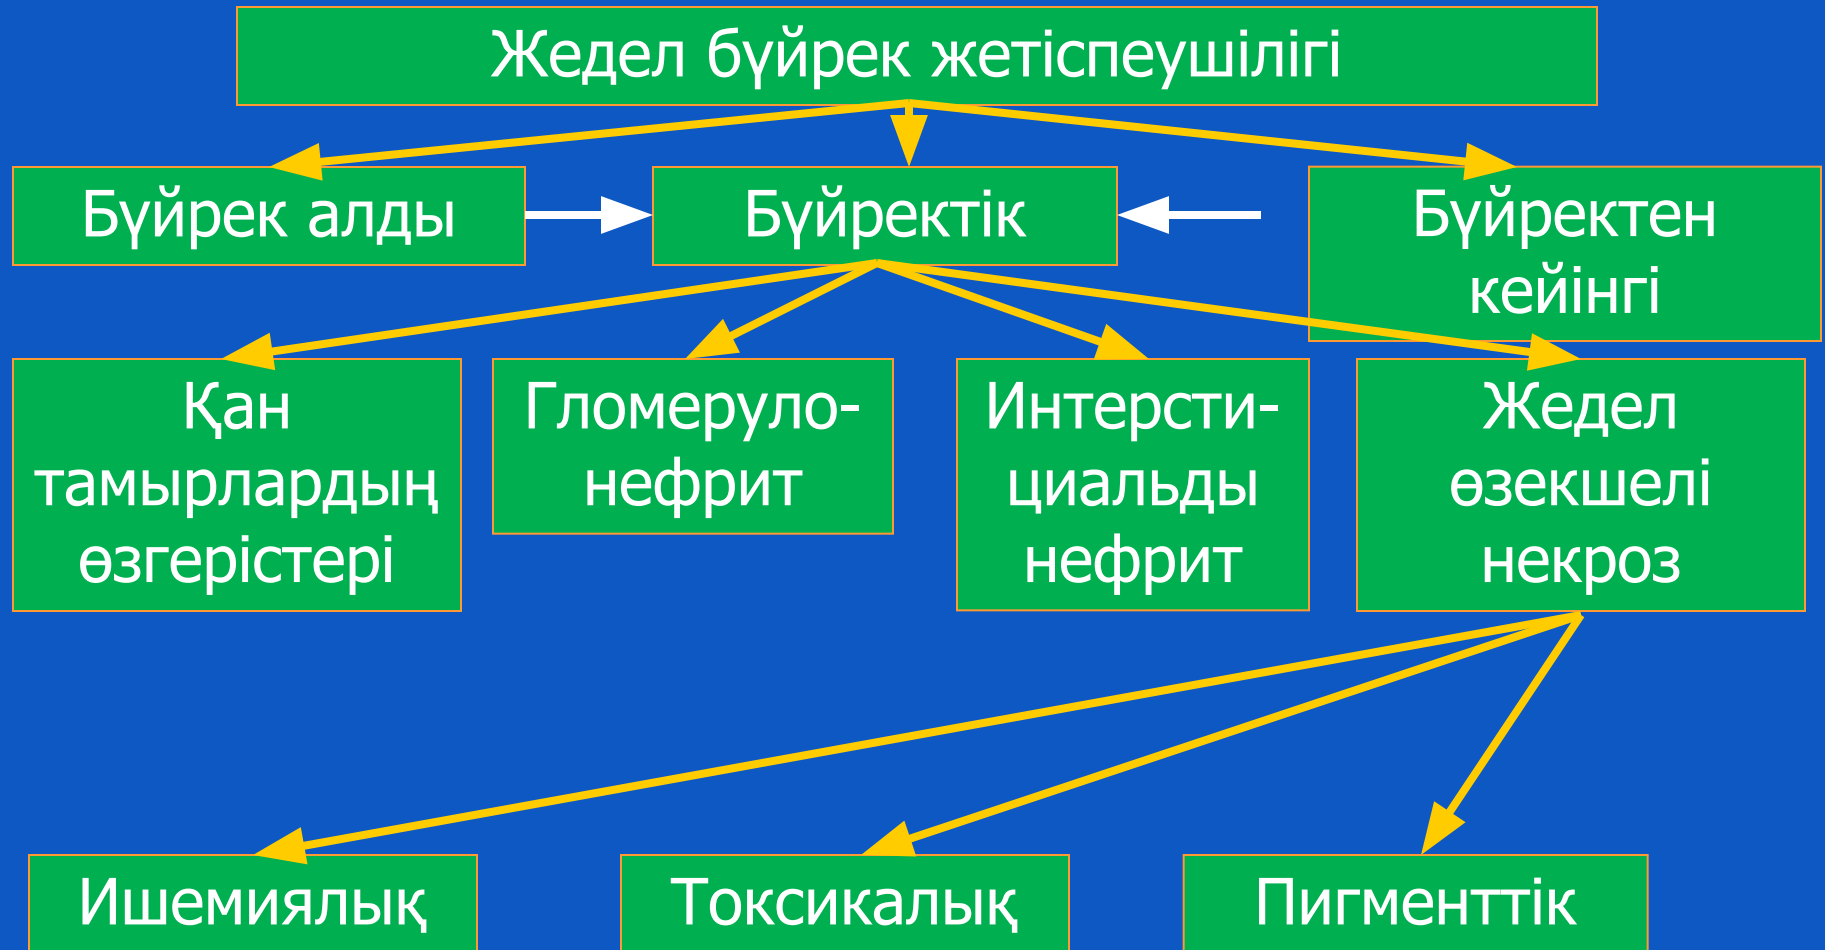 Жедел бүйрек жетіспеушілігі
Бүйрек алды
Бүйректік
Бүйректен
кейінгі
Қан
тамырлардың
өзгерістері
Гломеруло-
нефрит
Интерсти-
циальды
нефрит
Жедел
өзекшелі
некроз
Ишемиялық
Токсикалық
Пигменттік